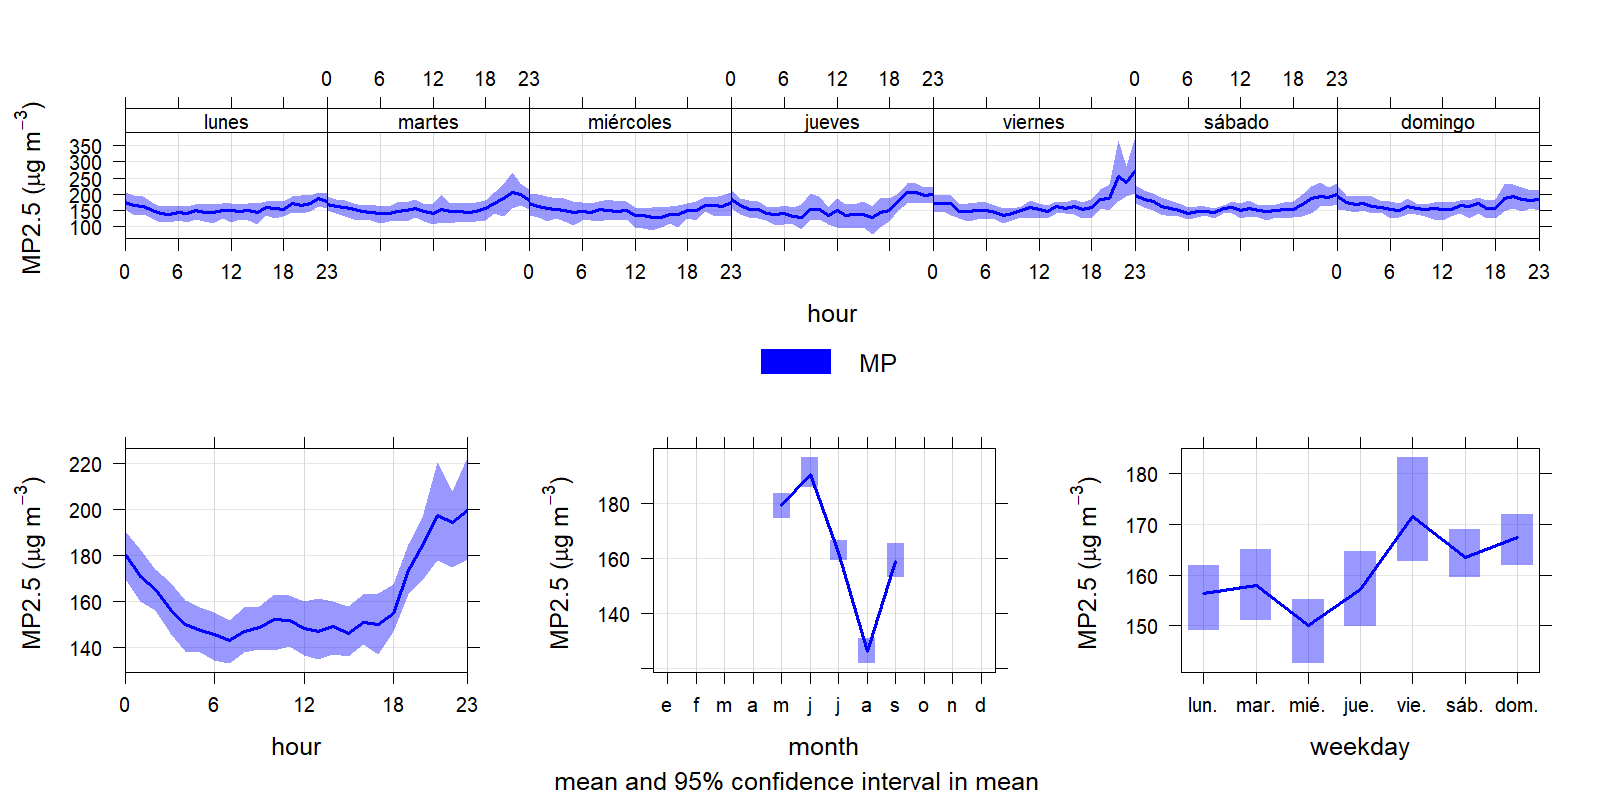 0 6 12 18 23 0 6 12 18 23 0 6 12 18 23
lunes martes miércoles jueves viernes sábado domingo
MP2.5 (μg m−3)
350
300
250
200
150
100
0 6 12 18 23 0 6 12 18 23 0 6 12 18 23 0 6 12 18 23
hour
MP
MP2.5 (μg m−3)
220
200
180
160
140
0 6 12 18 23
hour
MP2.5 (μg m−3)
180
160
140
e f m a m j j a s o n d
month
MP2.5 (μg m−3)
180
170
160
150
lun. mar. mié. jue. vie. sáb. dom.
weekday
mean and 95% confidence interval in mean